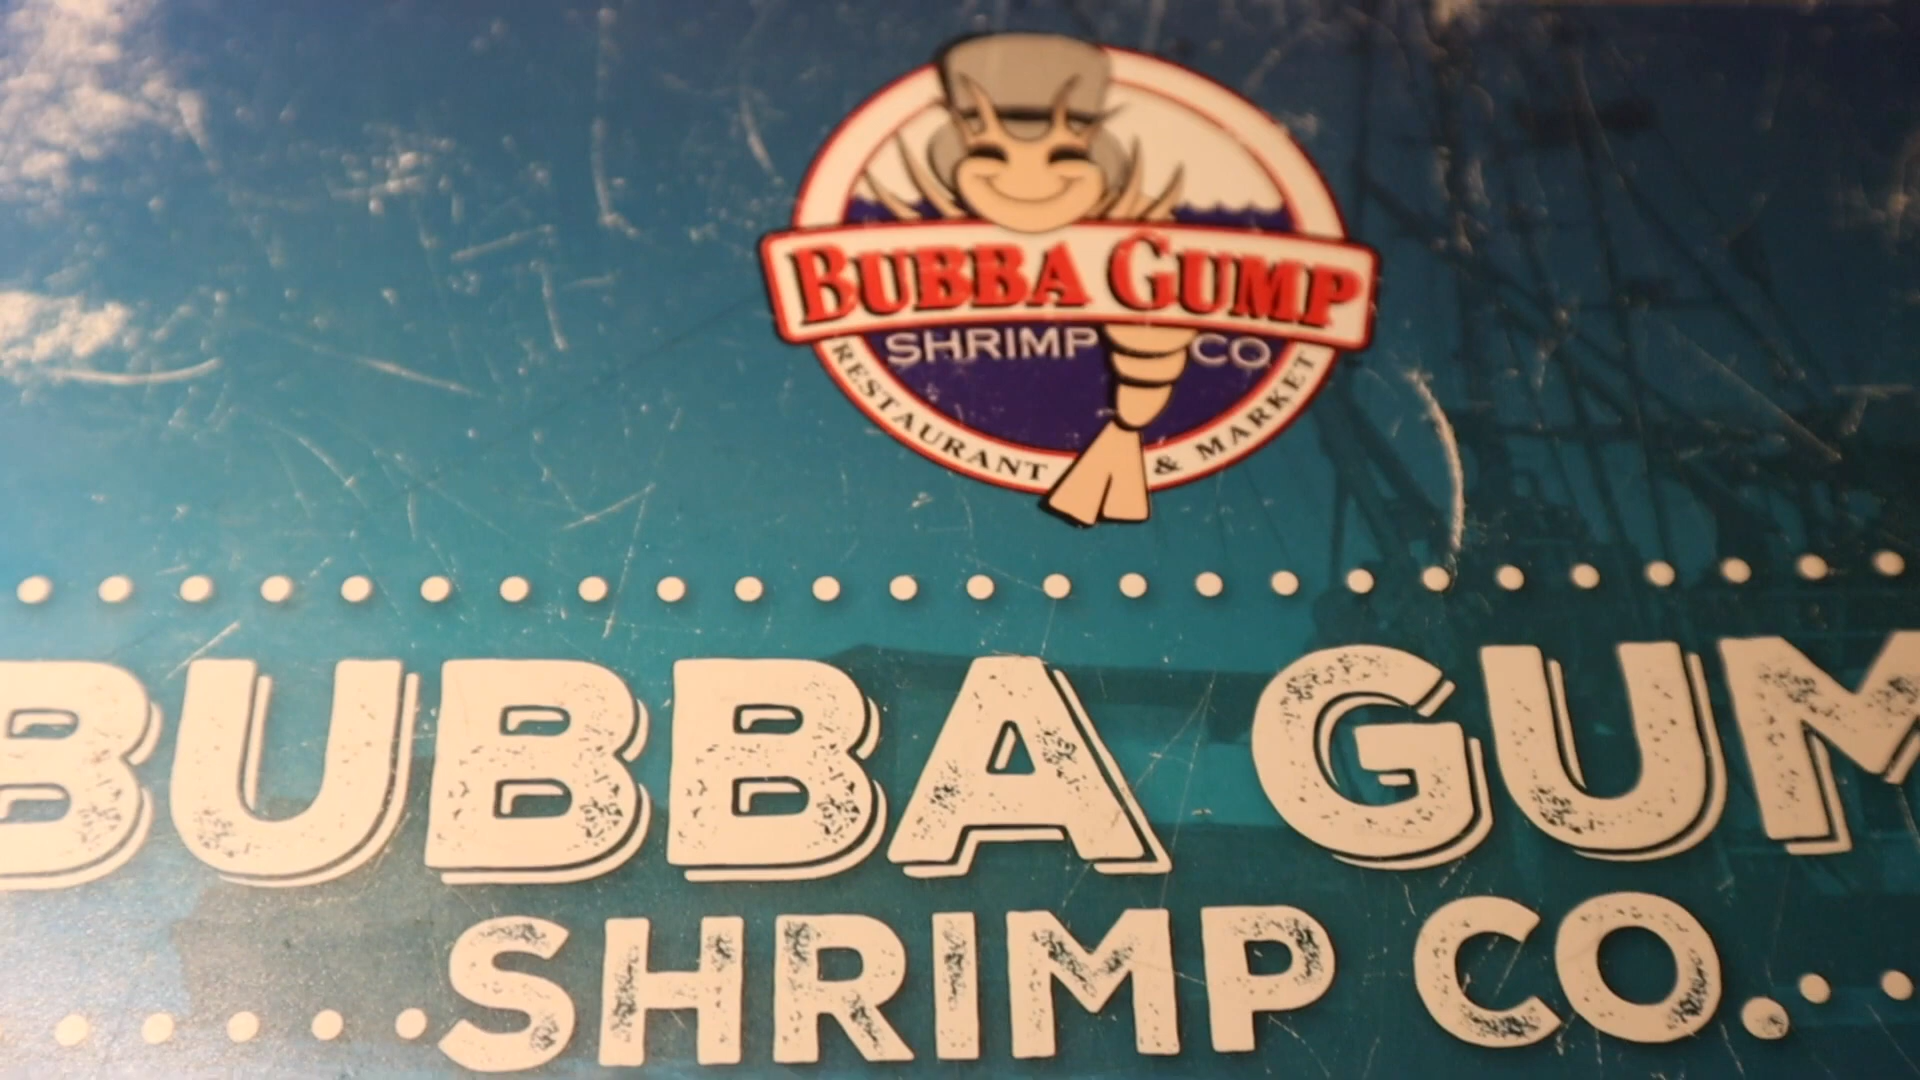 BUBBA GUMP
SHRIMP CO
RESTAURANT & MARKET
BUBBA GUM
SHRIMP CO.